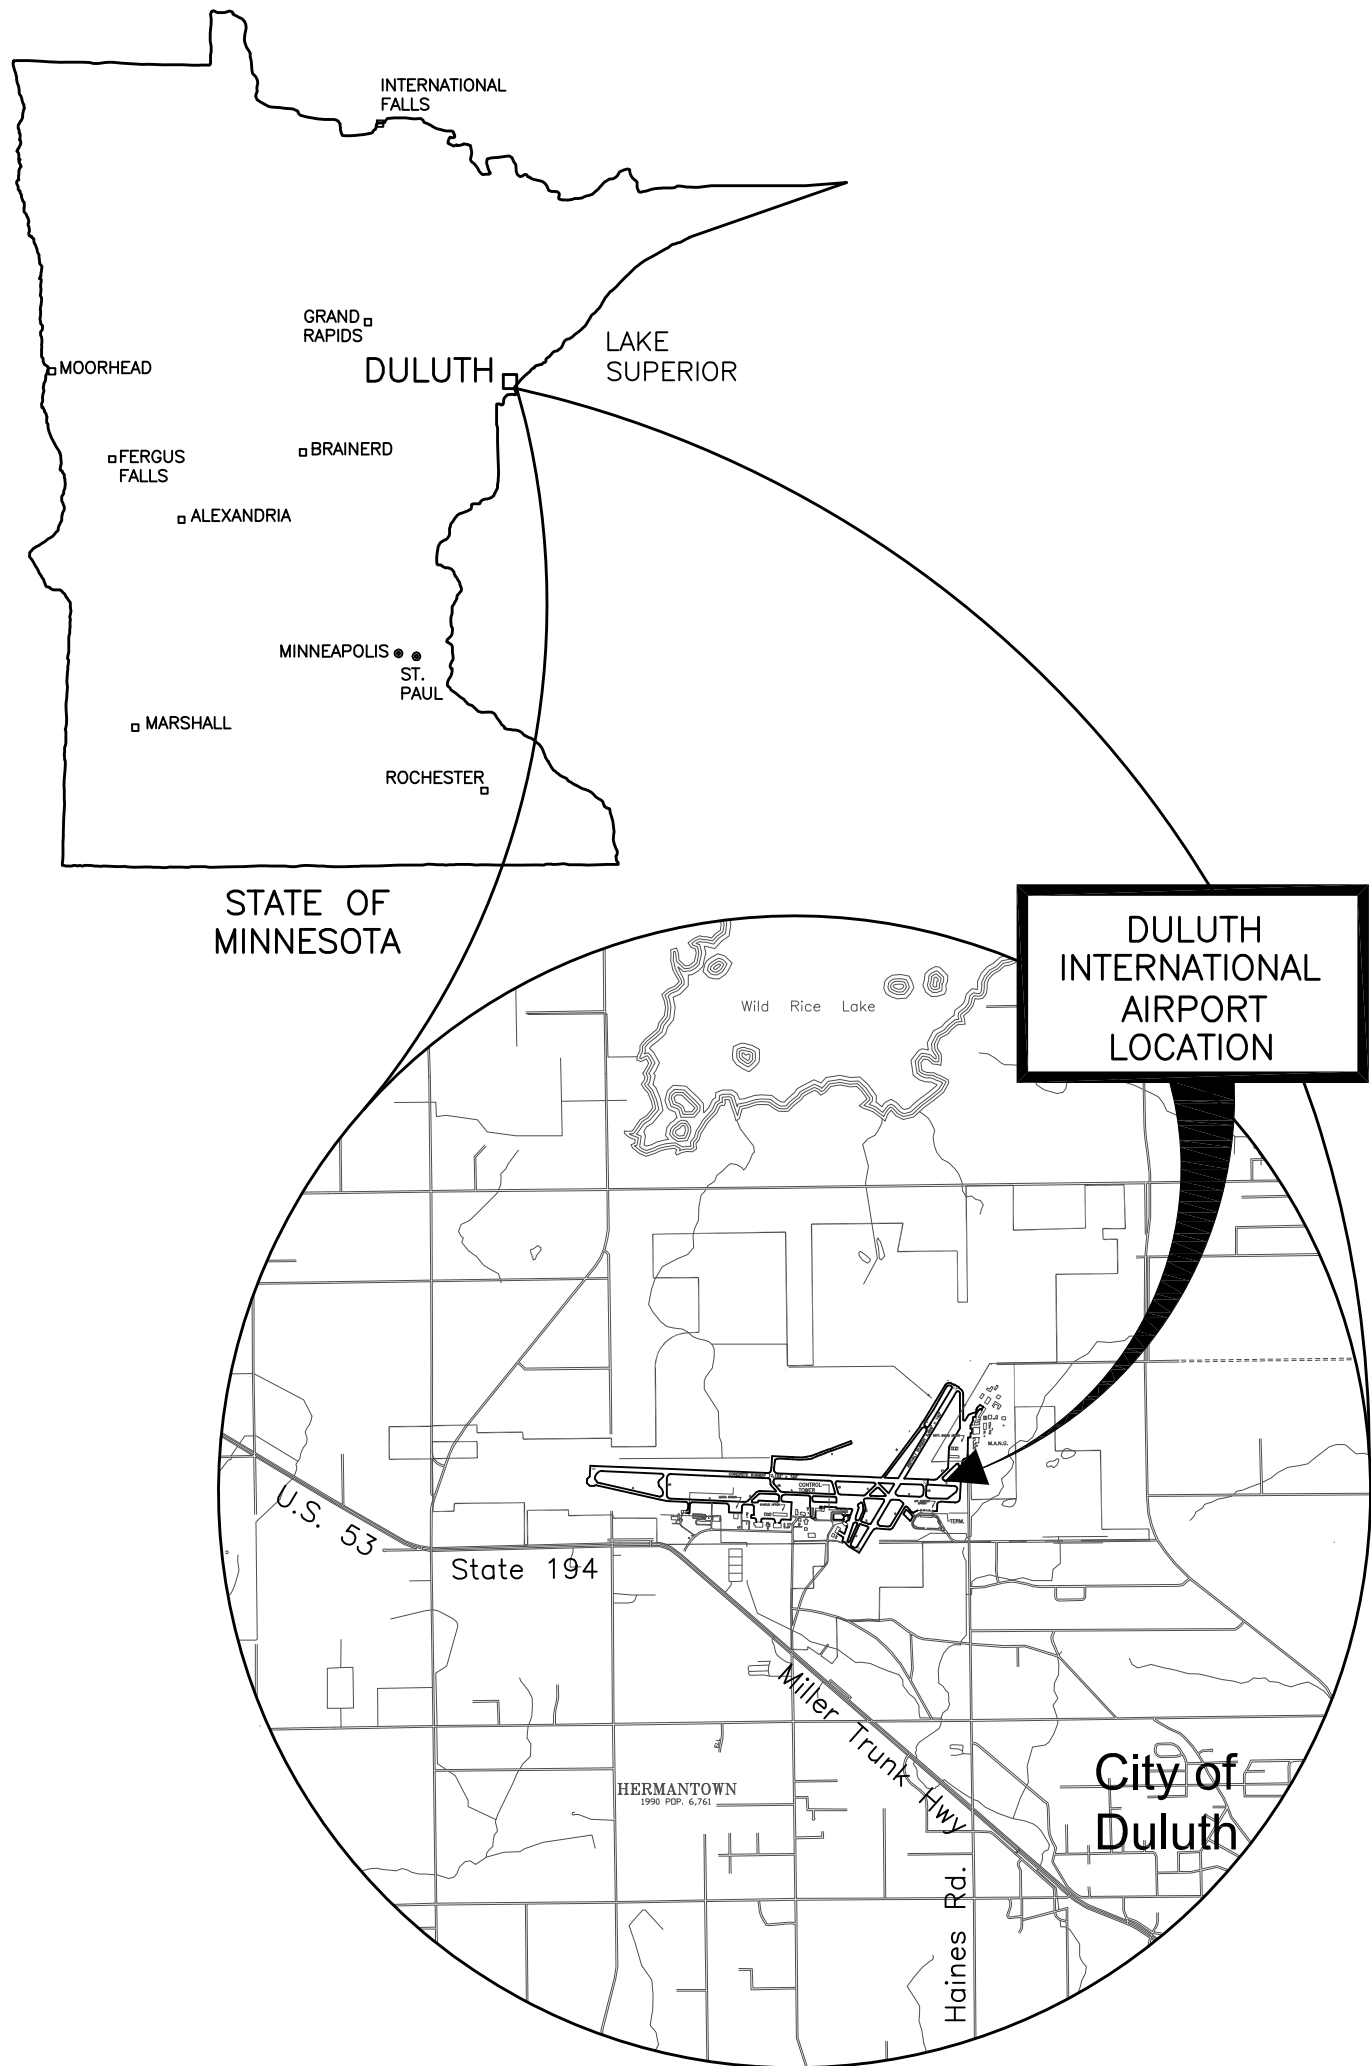 INTERNATIONAL
FALLS
GRAND
RAPIDS
LAKE
SUPERIOR
MOORHEAD
DULUTH
FERGUS
FALLS
BRAINERD
ALEXANDRIA
MINNEAPOLIS
ST.
PAUL
MARSHALL
ROCHESTER
STATE OF
MINNESOTA
DULUTH
INTERNATIONAL
AIRPORT
LOCATION
Wild Rice Lake
M.A.N.G.
CONTROL
TOWER
TERM.
U.S. 53
State 194
Miller Trunk Hwy
HERMANTOWN
1990 POP. 6,761
City of
Duluth
Haines Rd.